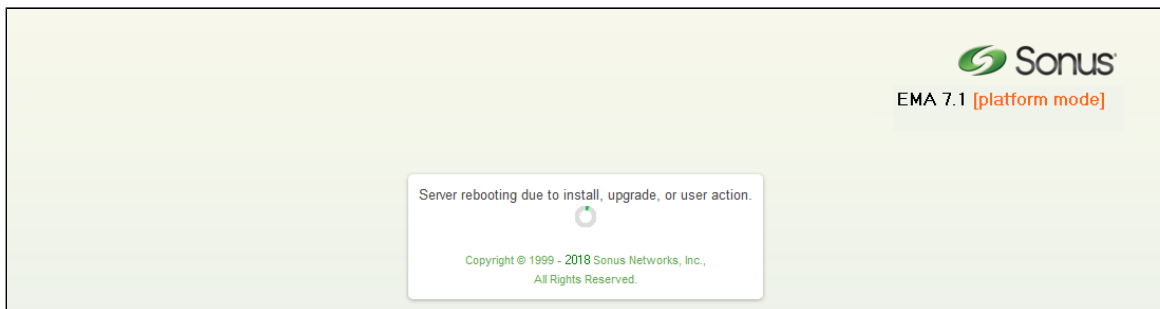 Sonus
EMA 7.1 [platform mode]
Server rebooting due to install, upgrade, or user action.
Copyright © 1999 - 2018 Sonus Networks, Inc.,
All Rights Reserved.